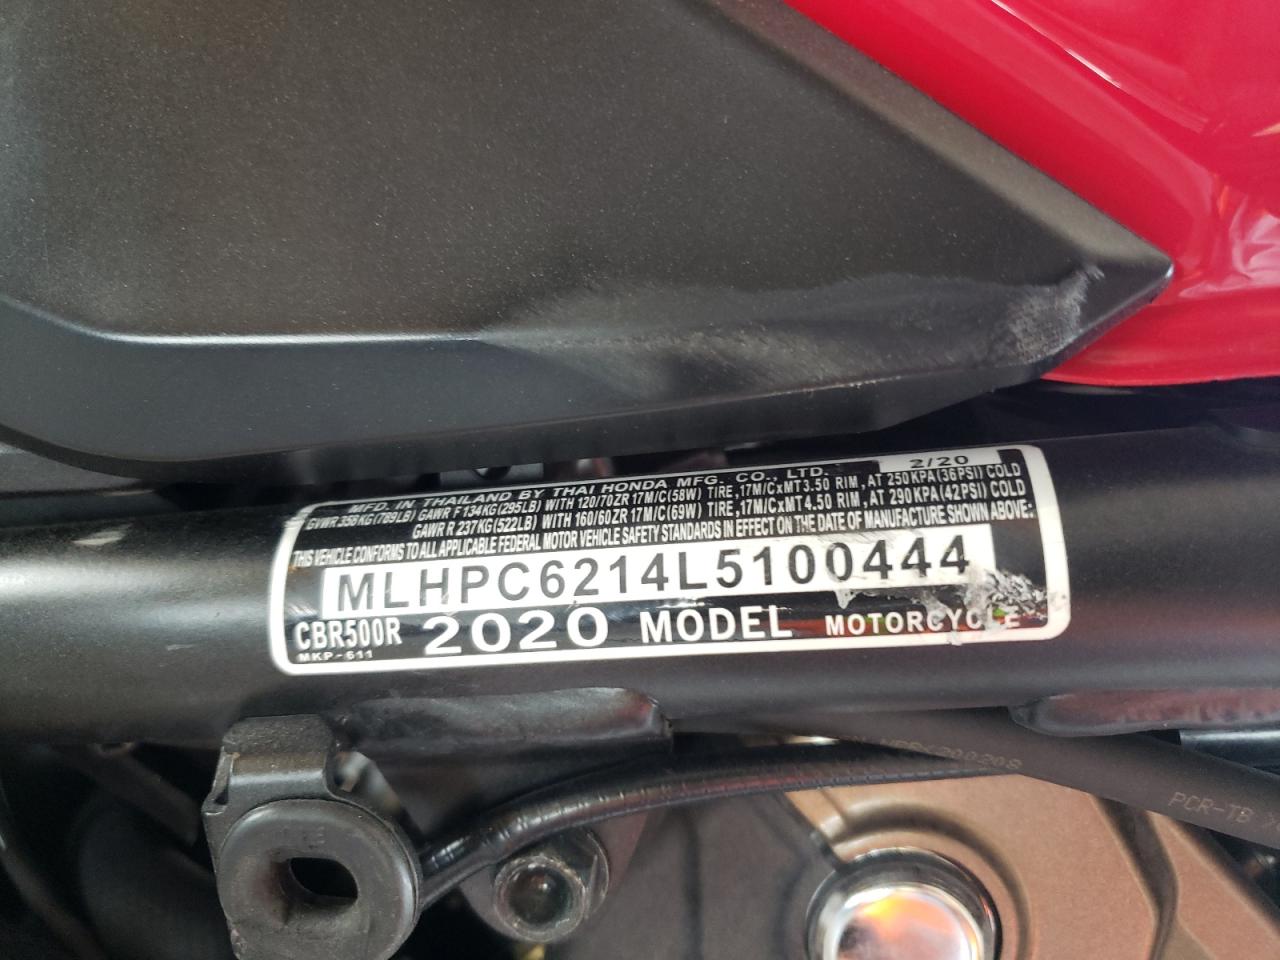 2/20
MFD. IN THAILAND BY THAI HONDA MFG. CO., LTD.
GVWR 358KG(789LB) GAWR F 134KG(295LB) WITH 120/70ZR 17M/C(58W) TIRE,17M/CxMT3.50 RIM, AT 250KPA(36PSI) COLD
GAWR R 237KG(522LB) WITH 160/60ZR 17M/C(69W) TIRE,17M/CxMT4.50 RIM, AT 290KPA(42PSI) COLD
THIS VEHICLE CONFORMS TO ALL APPLICABLE FEDERAL MOTOR VEHICLE SAFETY STANDARDS IN EFFECT ON THE DATE OF MANUFACTURE SHOWN ABOVE:
MLHPC6214L5100444
CBR500R 2020 MODEL MOTORCYCLE
MKP-611
PCR-TB